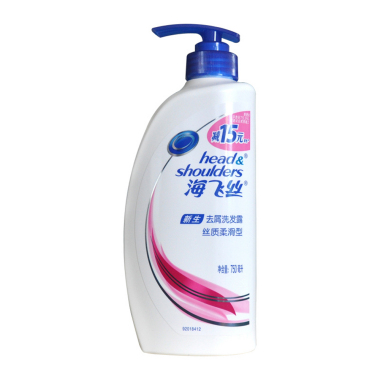 减15元
head&
shoulders®
海飞丝®
新生 去屑洗发露
丝质柔滑型
净含量:750毫升